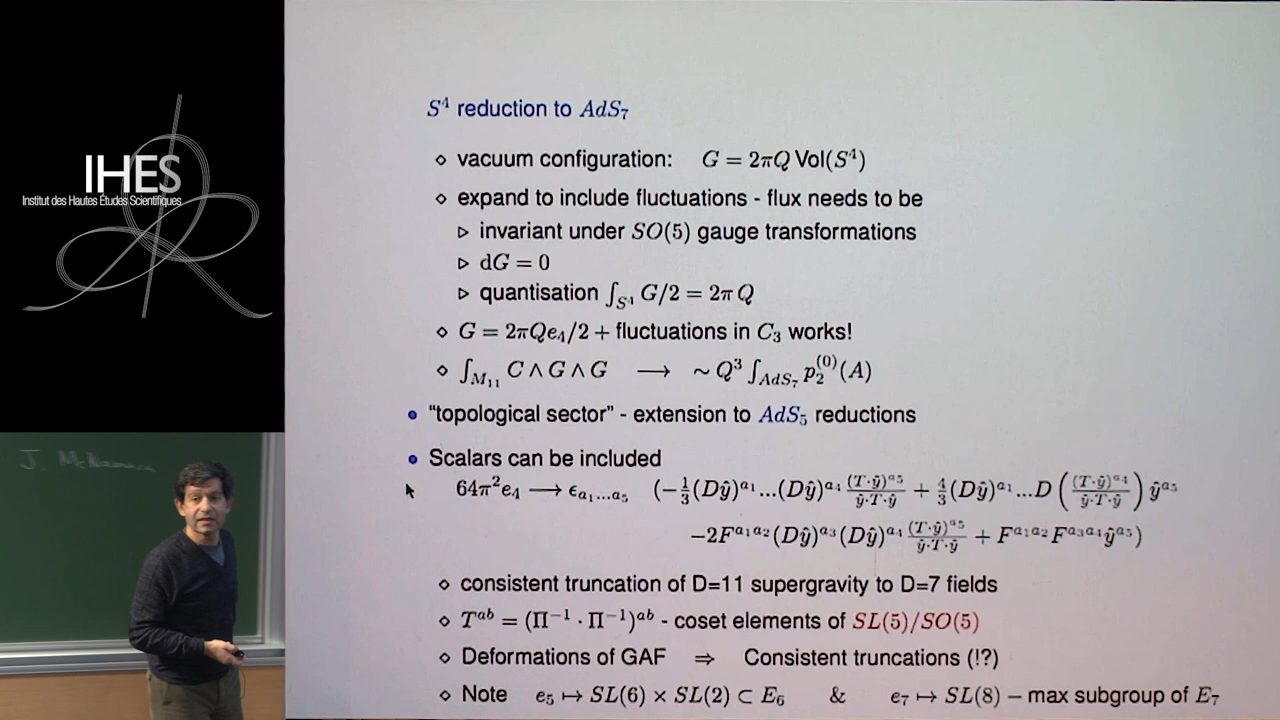 IHES
Institut des Hautes Études Scientifiques
J. McNamara
S⁴ reduction to AdS₇
⋄ vacuum configuration: G = 2πQ Vol(S⁴)
⋄ expand to include fluctuations - flux needs to be
▹ invariant under SO(5) gauge transformations
▹ dG = 0
▹ quantisation ∫_{S⁴} G/2 = 2π Q
⋄ G = 2πQe₄/2 + fluctuations in C₃ works!
⋄ ∫_{M₁₁} C ∧ G ∧ G ⟶ ∼ Q³ ∫_{AdS₇} p₂⁽⁰⁾(A)
• "topological sector" - extension to AdS₅ reductions
• Scalars can be included
64π²e₄ ⟶ ϵ_{a₁...a₅} (−⅓(Dŷ)^{a₁}...(Dŷ)^{a₄} \frac{(T·ŷ)^{a₅}}{ŷ·T·ŷ} + \frac{4}{3}(Dŷ)^{a₁}...D(\frac{(T·ŷ)^{a₄}}{ŷ·T·ŷ}) ŷ^{a₅}
−2F^{a₁a₂}(Dŷ)^{a₃}(Dŷ)^{a₄} \frac{(T·ŷ)^{a₅}}{ŷ·T·ŷ} + F^{a₁a₂}F^{a₃a₄}ŷ^{a₅})
⋄ consistent truncation of D=11 supergravity to D=7 fields
⋄ T^{ab} = (Π⁻¹ · Π⁻¹)^{ab} - coset elements of SL(5)/SO(5)
⋄ Deformations of GAF ⇒ Consistent truncations (!?)
⋄ Note e₅ ↦ SL(6) × SL(2) ⊂ E₆ & e₇ ↦ SL(8) – max subgroup of E₇